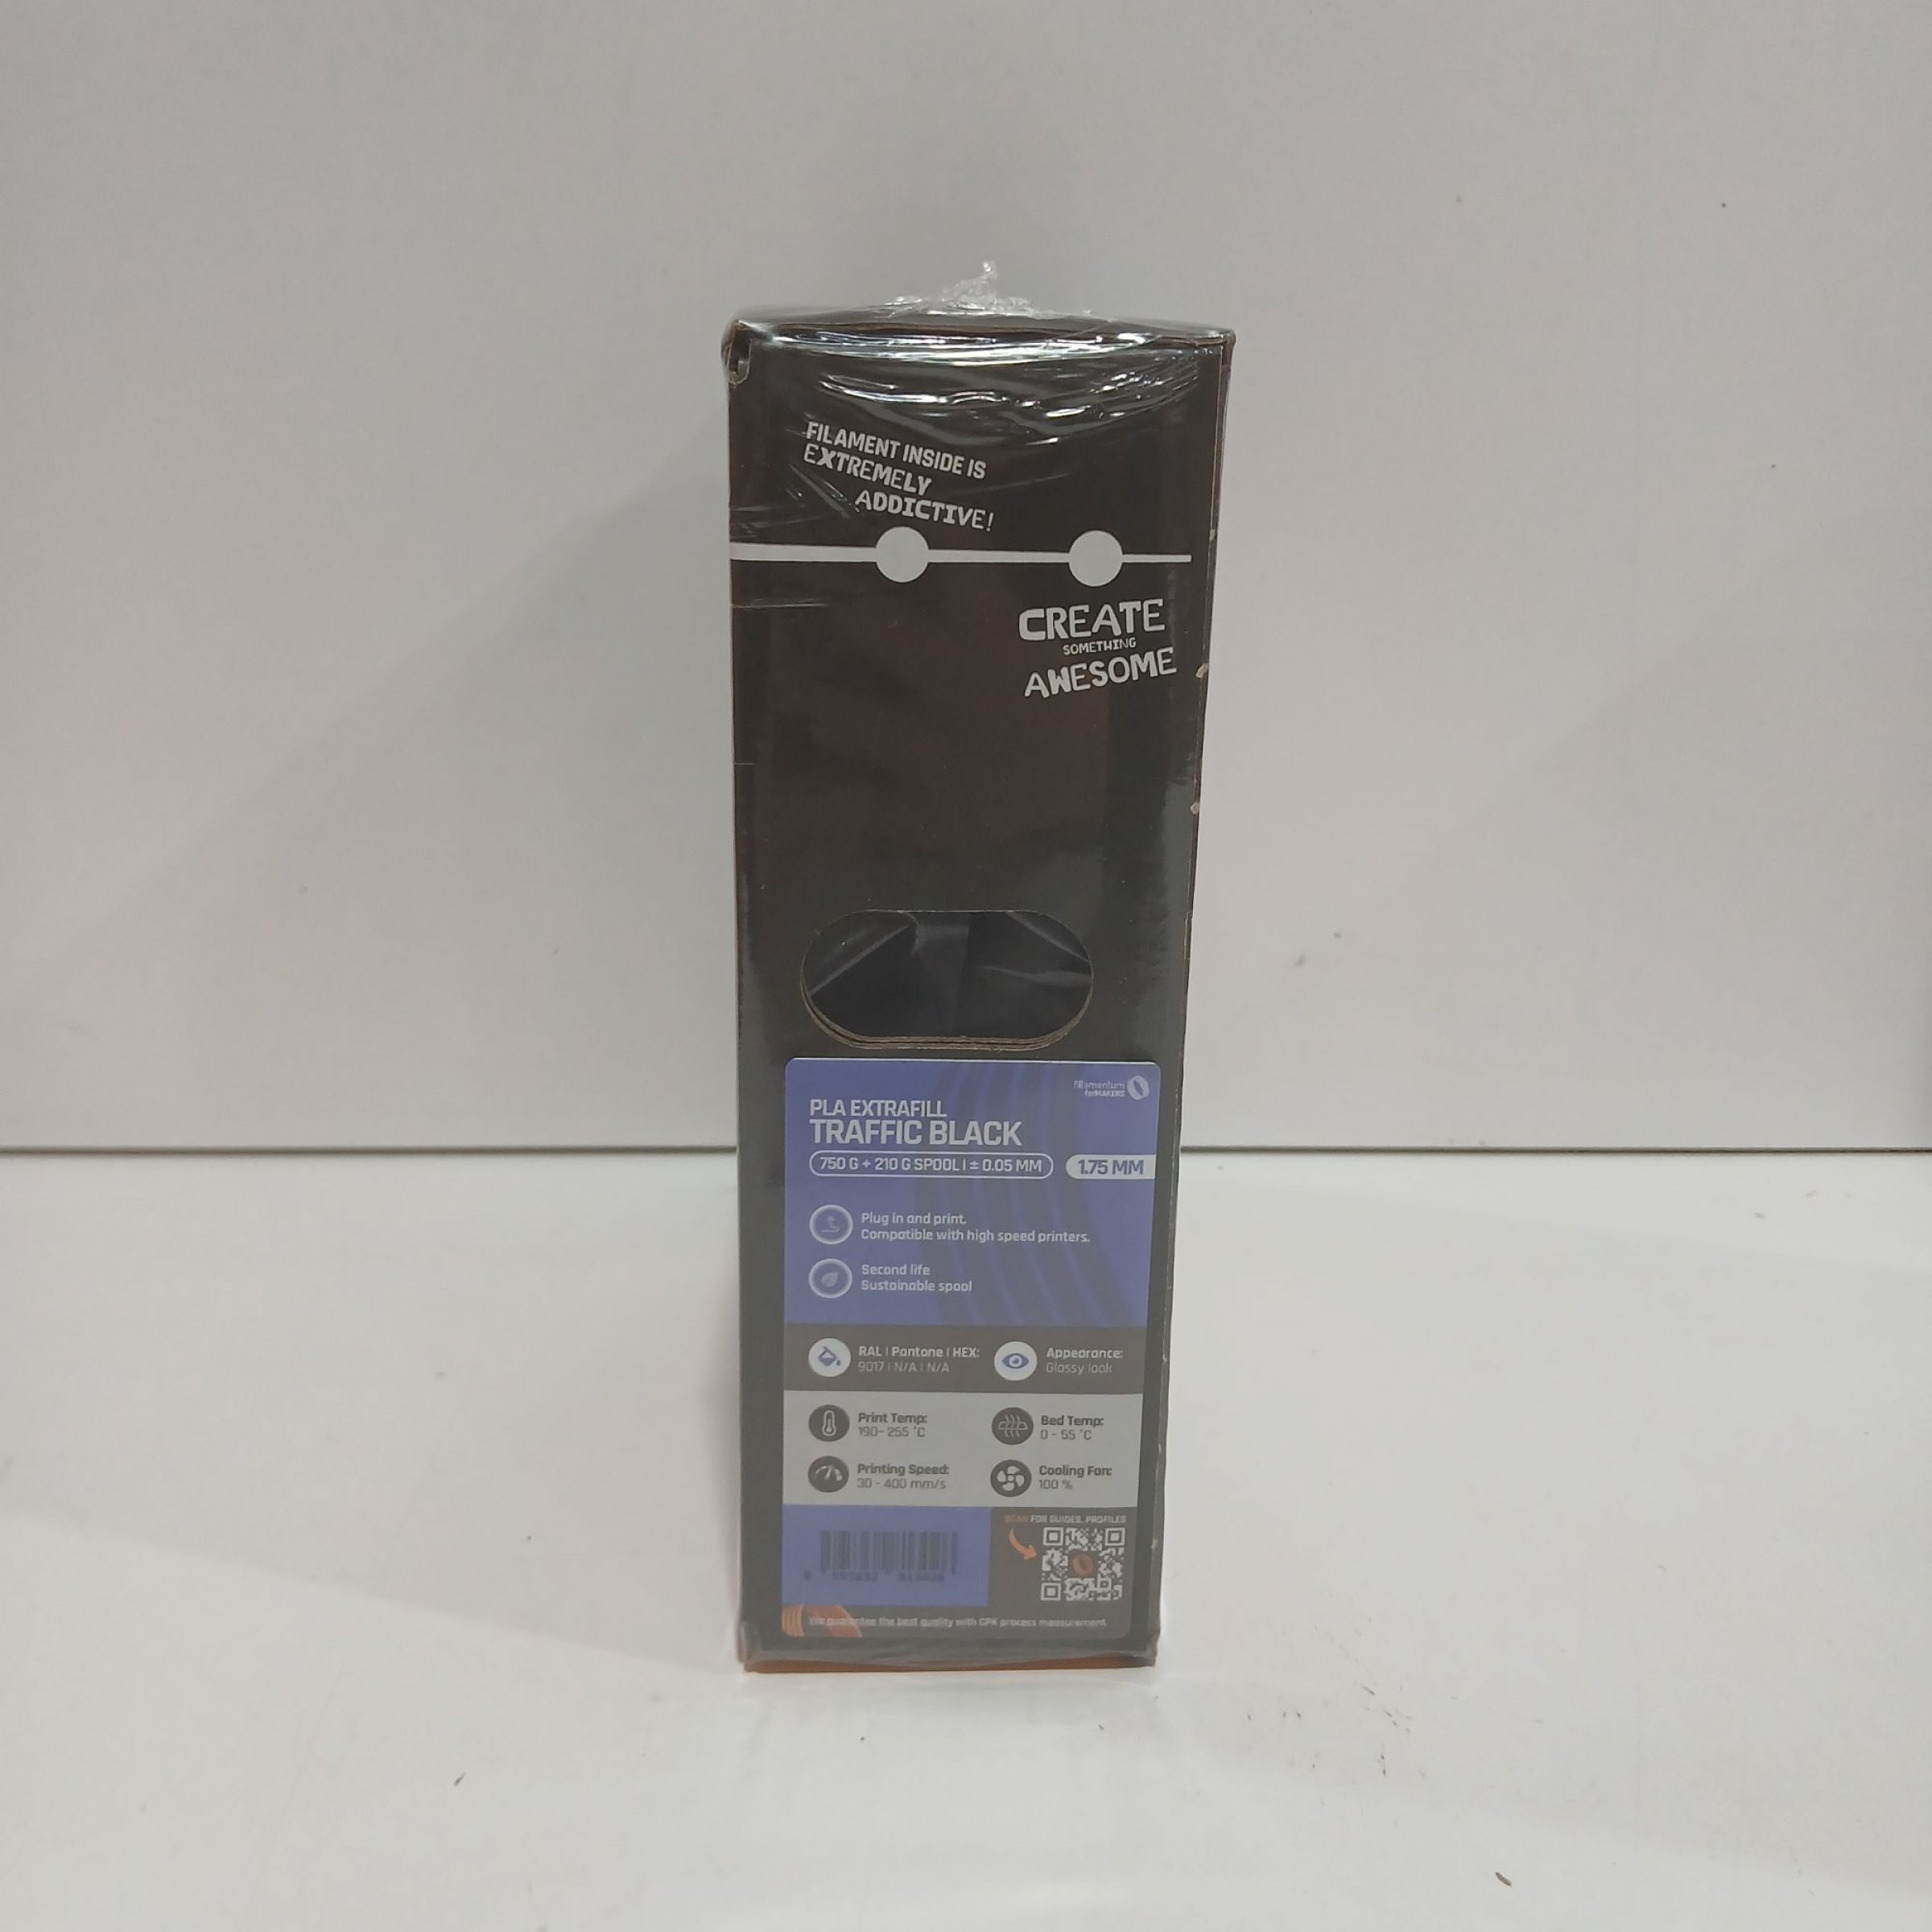 FILAMENT INSIDE IS
EXTREMELY
ADDICTIVE!
CREATE
SOMETHING
AWESOME
fillamentum
forMAKERS
PLA EXTRAFILL
TRAFFIC BLACK
750 G + 210 G SPOOL | ± 0.05 MM
1.75 MM
Plug in and print.
Compatible with high speed printers.
Second life
Sustainable spool
RAL | Pantone | HEX:
9017 | N/A | N/A
Appearance:
Glossy look
Print Temp:
190- 255 °C
Bed Temp:
0 - 55 °C
Printing Speed:
30 - 400 mm/s
Cooling Fan:
100 %
SCAN FOR GUIDES, PROFILES
We guarantee the best quality with CPK process measurement